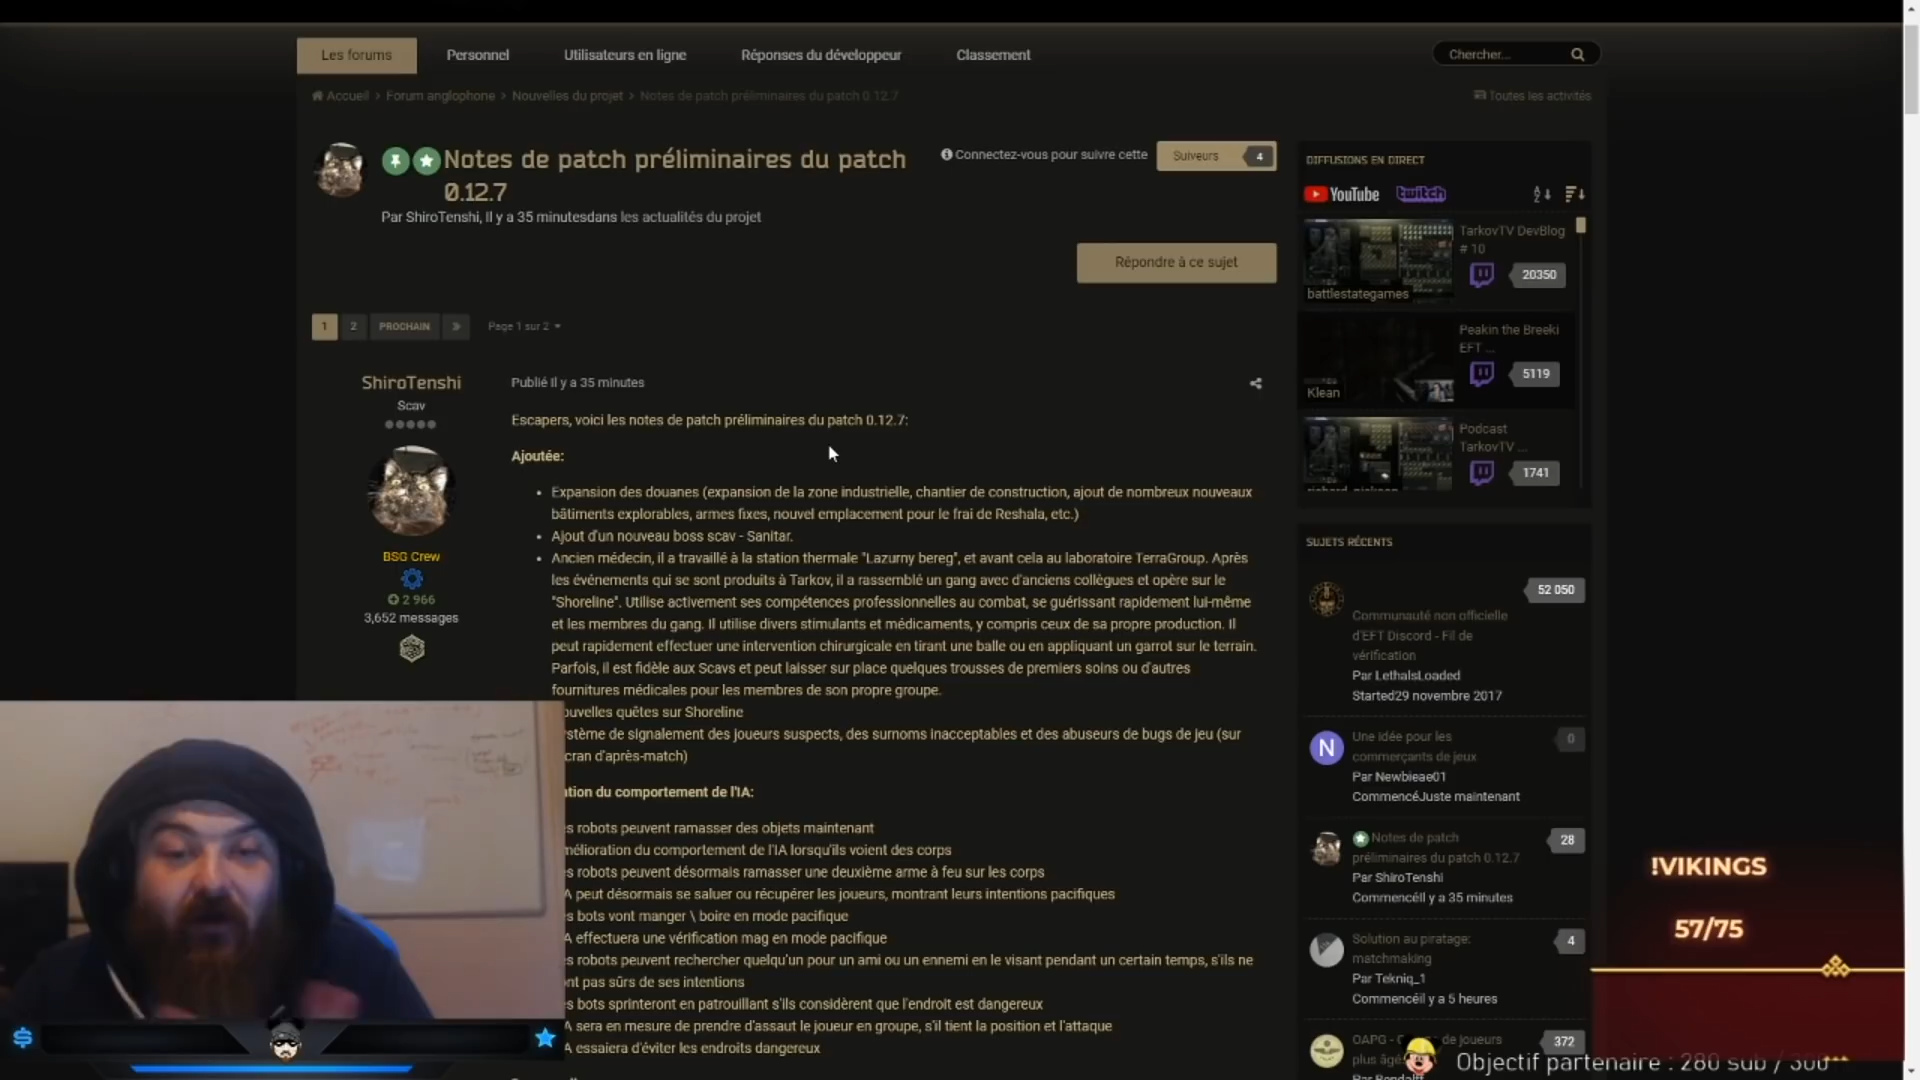 Les forums
Personnel
Utilisateurs en ligne
Réponses du développeur
Classement
Chercher...
Accueil > Forum anglophone > Nouvelles du projet > Notes de patch préliminaires du patch 0.12.7
Toutes les activités
Notes de patch préliminaires du patch
0.12.7
Par ShiroTenshi, Il y a 35 minutesdans les actualités du projet
Connectez-vous pour suivre cette
Suiveurs 4
Répondre à ce sujet
1 2 PROCHAIN » Page 1 sur 2
ShiroTenshi
Scav
BSG Crew
2 966
3,652 messages
Publié Il y a 35 minutes
Escapers, voici les notes de patch préliminaires du patch 0.12.7:
Ajoutée:
• Expansion des douanes (expansion de la zone industrielle, chantier de construction, ajout de nombreux nouveaux
bâtiments explorables, armes fixes, nouvel emplacement pour le frai de Reshala, etc.)
• Ajout d'un nouveau boss scav - Sanitar.
• Ancien médecin, il a travaillé à la station thermale "Lazurny bereg", et avant cela au laboratoire TerraGroup. Après
les événements qui se sont produits à Tarkov, il a rassemblé un gang avec d'anciens collègues et opère sur le
"Shoreline". Utilise activement ses compétences professionnelles au combat, se guérissant rapidement lui-même
et les membres du gang. Il utilise divers stimulants et médicaments, y compris ceux de sa propre production. Il
peut rapidement effectuer une intervention chirurgicale en tirant une balle ou en appliquant un garrot sur le terrain.
Parfois, il est fidèle aux Scavs et peut laisser sur place quelques trousses de premiers soins ou d'autres
fournitures médicales pour les membres de son propre groupe.
ouvelles quêtes sur Shoreline
ystème de signalement des joueurs suspects, des surnoms inacceptables et des abuseurs de bugs de jeu (sur
cran d'après-match)
tion du comportement de l'IA:
s robots peuvent ramasser des objets maintenant
mélioration du comportement de l'IA lorsqu'ils voient des corps
s robots peuvent désormais ramasser une deuxième arme à feu sur les corps
A peut désormais se saluer ou récupérer les joueurs, montrant leurs intentions pacifiques
s bots vont manger \ boire en mode pacifique
A effectuera une vérification mag en mode pacifique
s robots peuvent rechercher quelqu'un pour un ami ou un ennemi en le visant pendant un certain temps, s'ils ne
nt pas sûrs de ses intentions
s bots sprinteront en patrouillant s'ils considèrent que l'endroit est dangereux
A sera en mesure de prendre d'assaut le joueur en groupe, s'il tient la position et l'attaque
A essaiera d'éviter les endroits dangereux
DIFFUSIONS EN DIRECT
YouTube
twitch
TarkovTV DevBlog
# 10
20350
battlestategames
Peakin the Breeki
EFT ...
5119
Klean
Podcast
TarkovTV ...
1741
SUJETS RÉCENTS
52 050
Communauté non officielle
d'EFT Discord - Fil de
vérification
Par LethalsLoaded
Started29 novembre 2017
N
Une idée pour les
commerçants de jeux
0
Par Newbieae01
CommencéJuste maintenant
Notes de patch
préliminaires du patch 0.12.7
28
Par ShiroTenshi
CommencéIl y a 35 minutes
Solution au piratage:
matchmaking
4
Par Tekniq_1
Commencéil y a 5 heures
OAPG - de joueurs
plus âgé
372
!VIKINGS
57/75
Objectif partenaire : 280 sub / 300